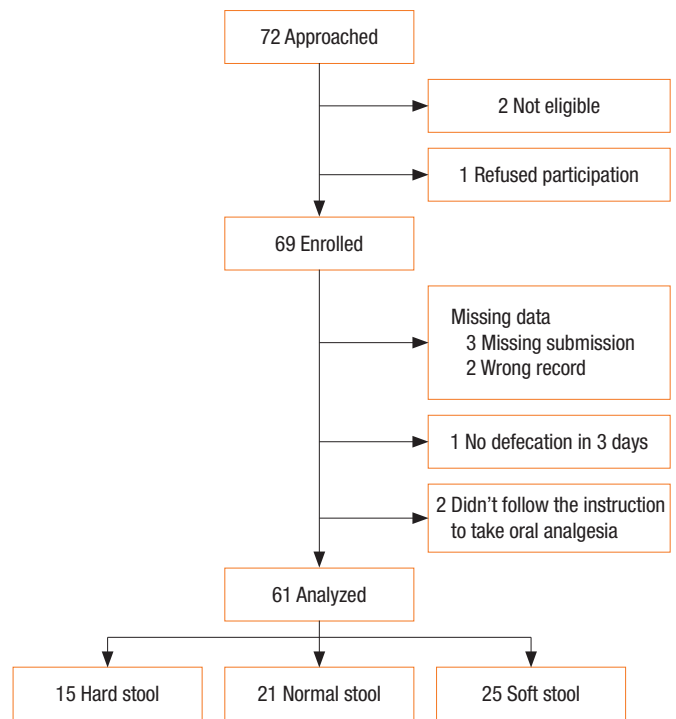 72 Approached
2 Not eligible
1 Refused participation
69 Enrolled
Missing data
3 Missing submission
2 Wrong record
1 No defecation in 3 days
2 Didn’t follow the instruction
to take oral analgesia
61 Analyzed
15 Hard stool
21 Normal stool
25 Soft stool